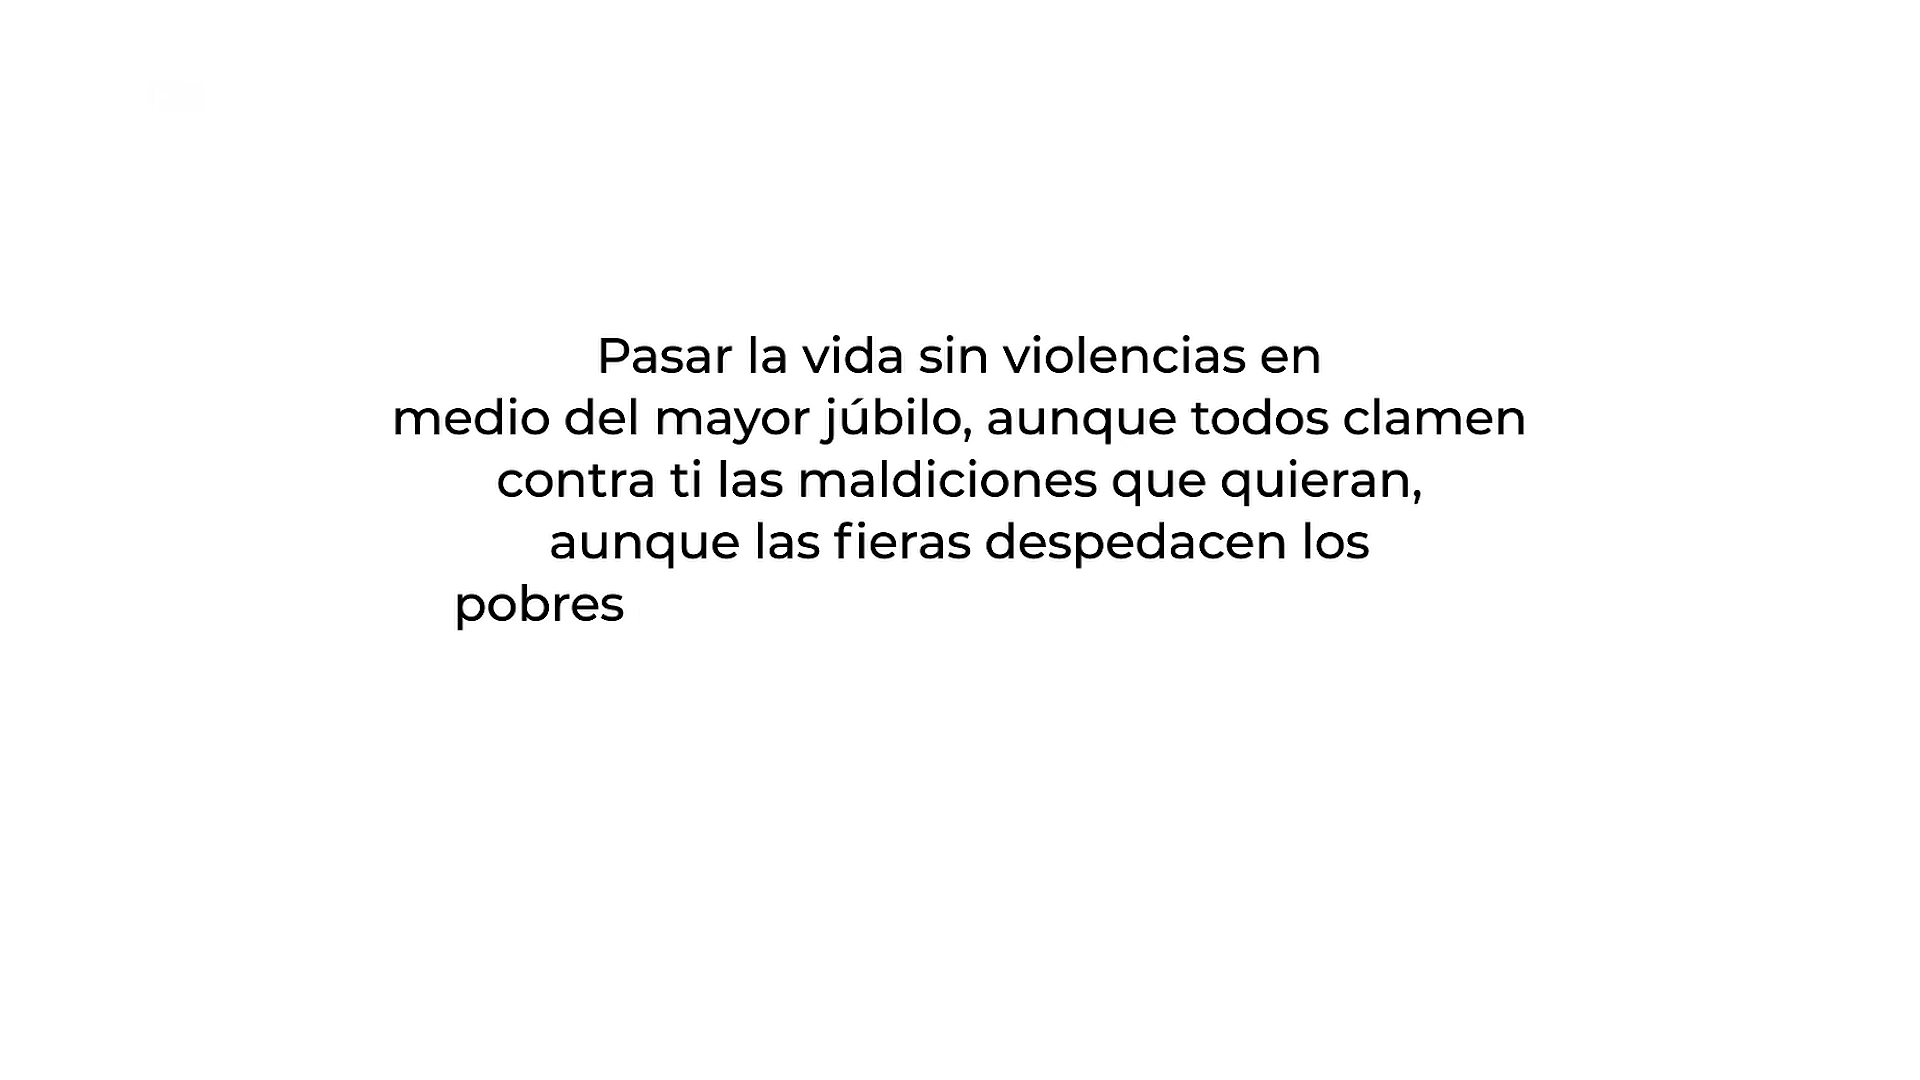 Pasar la vida sin violencias en
medio del mayor júbilo, aunque todos clamen
contra ti las maldiciones que quieran,
aunque las fieras despedacen los
pobres